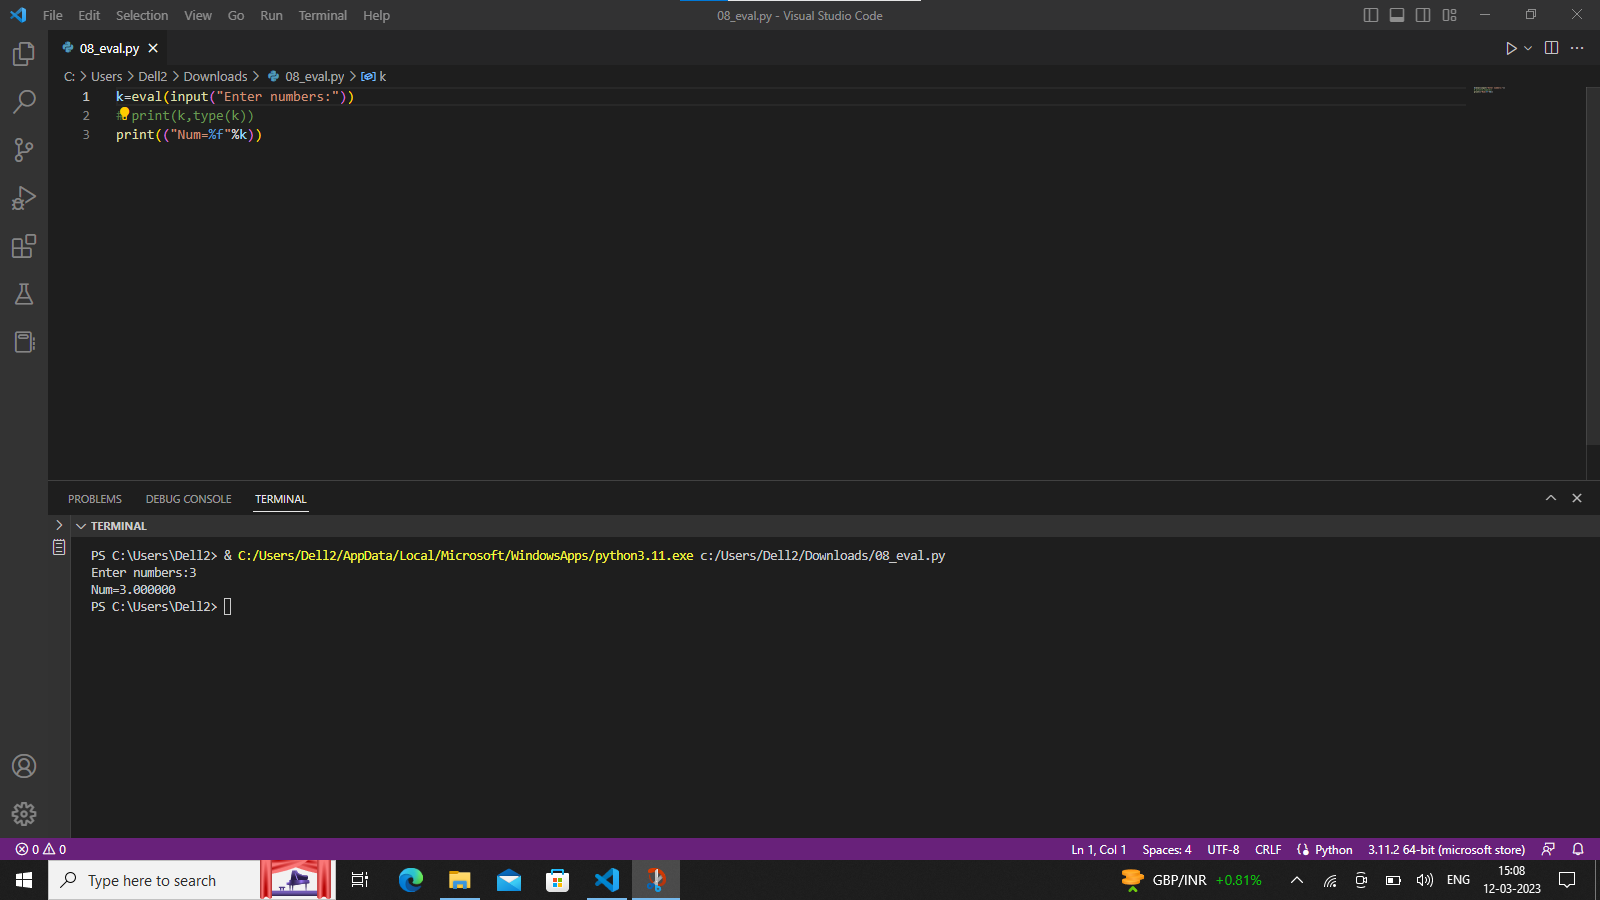 File Edit Selection View Go Run Terminal Help
08_eval.py - Visual Studio Code
08_eval.py
C: > Users > Dell2 > Downloads > 08_eval.py > k
1 k=eval(input("Enter numbers:"))
2 # print(k,type(k))
3 print(("Num=%f"%k))
PROBLEMS DEBUG CONSOLE TERMINAL
TERMINAL
PS C:\Users\Dell2> & C:/Users/Dell2/AppData/Local/Microsoft/WindowsApps/python3.11.exe c:/Users/Dell2/Downloads/08_eval.py
Enter numbers:3
Num=3.000000
PS C:\Users\Dell2>
0 0
Ln 1, Col 1 Spaces: 4 UTF-8 CRLF Python 3.11.2 64-bit (microsoft store)
Type here to search
GBP/INR +0.81%
ENG
15:08
12-03-2023